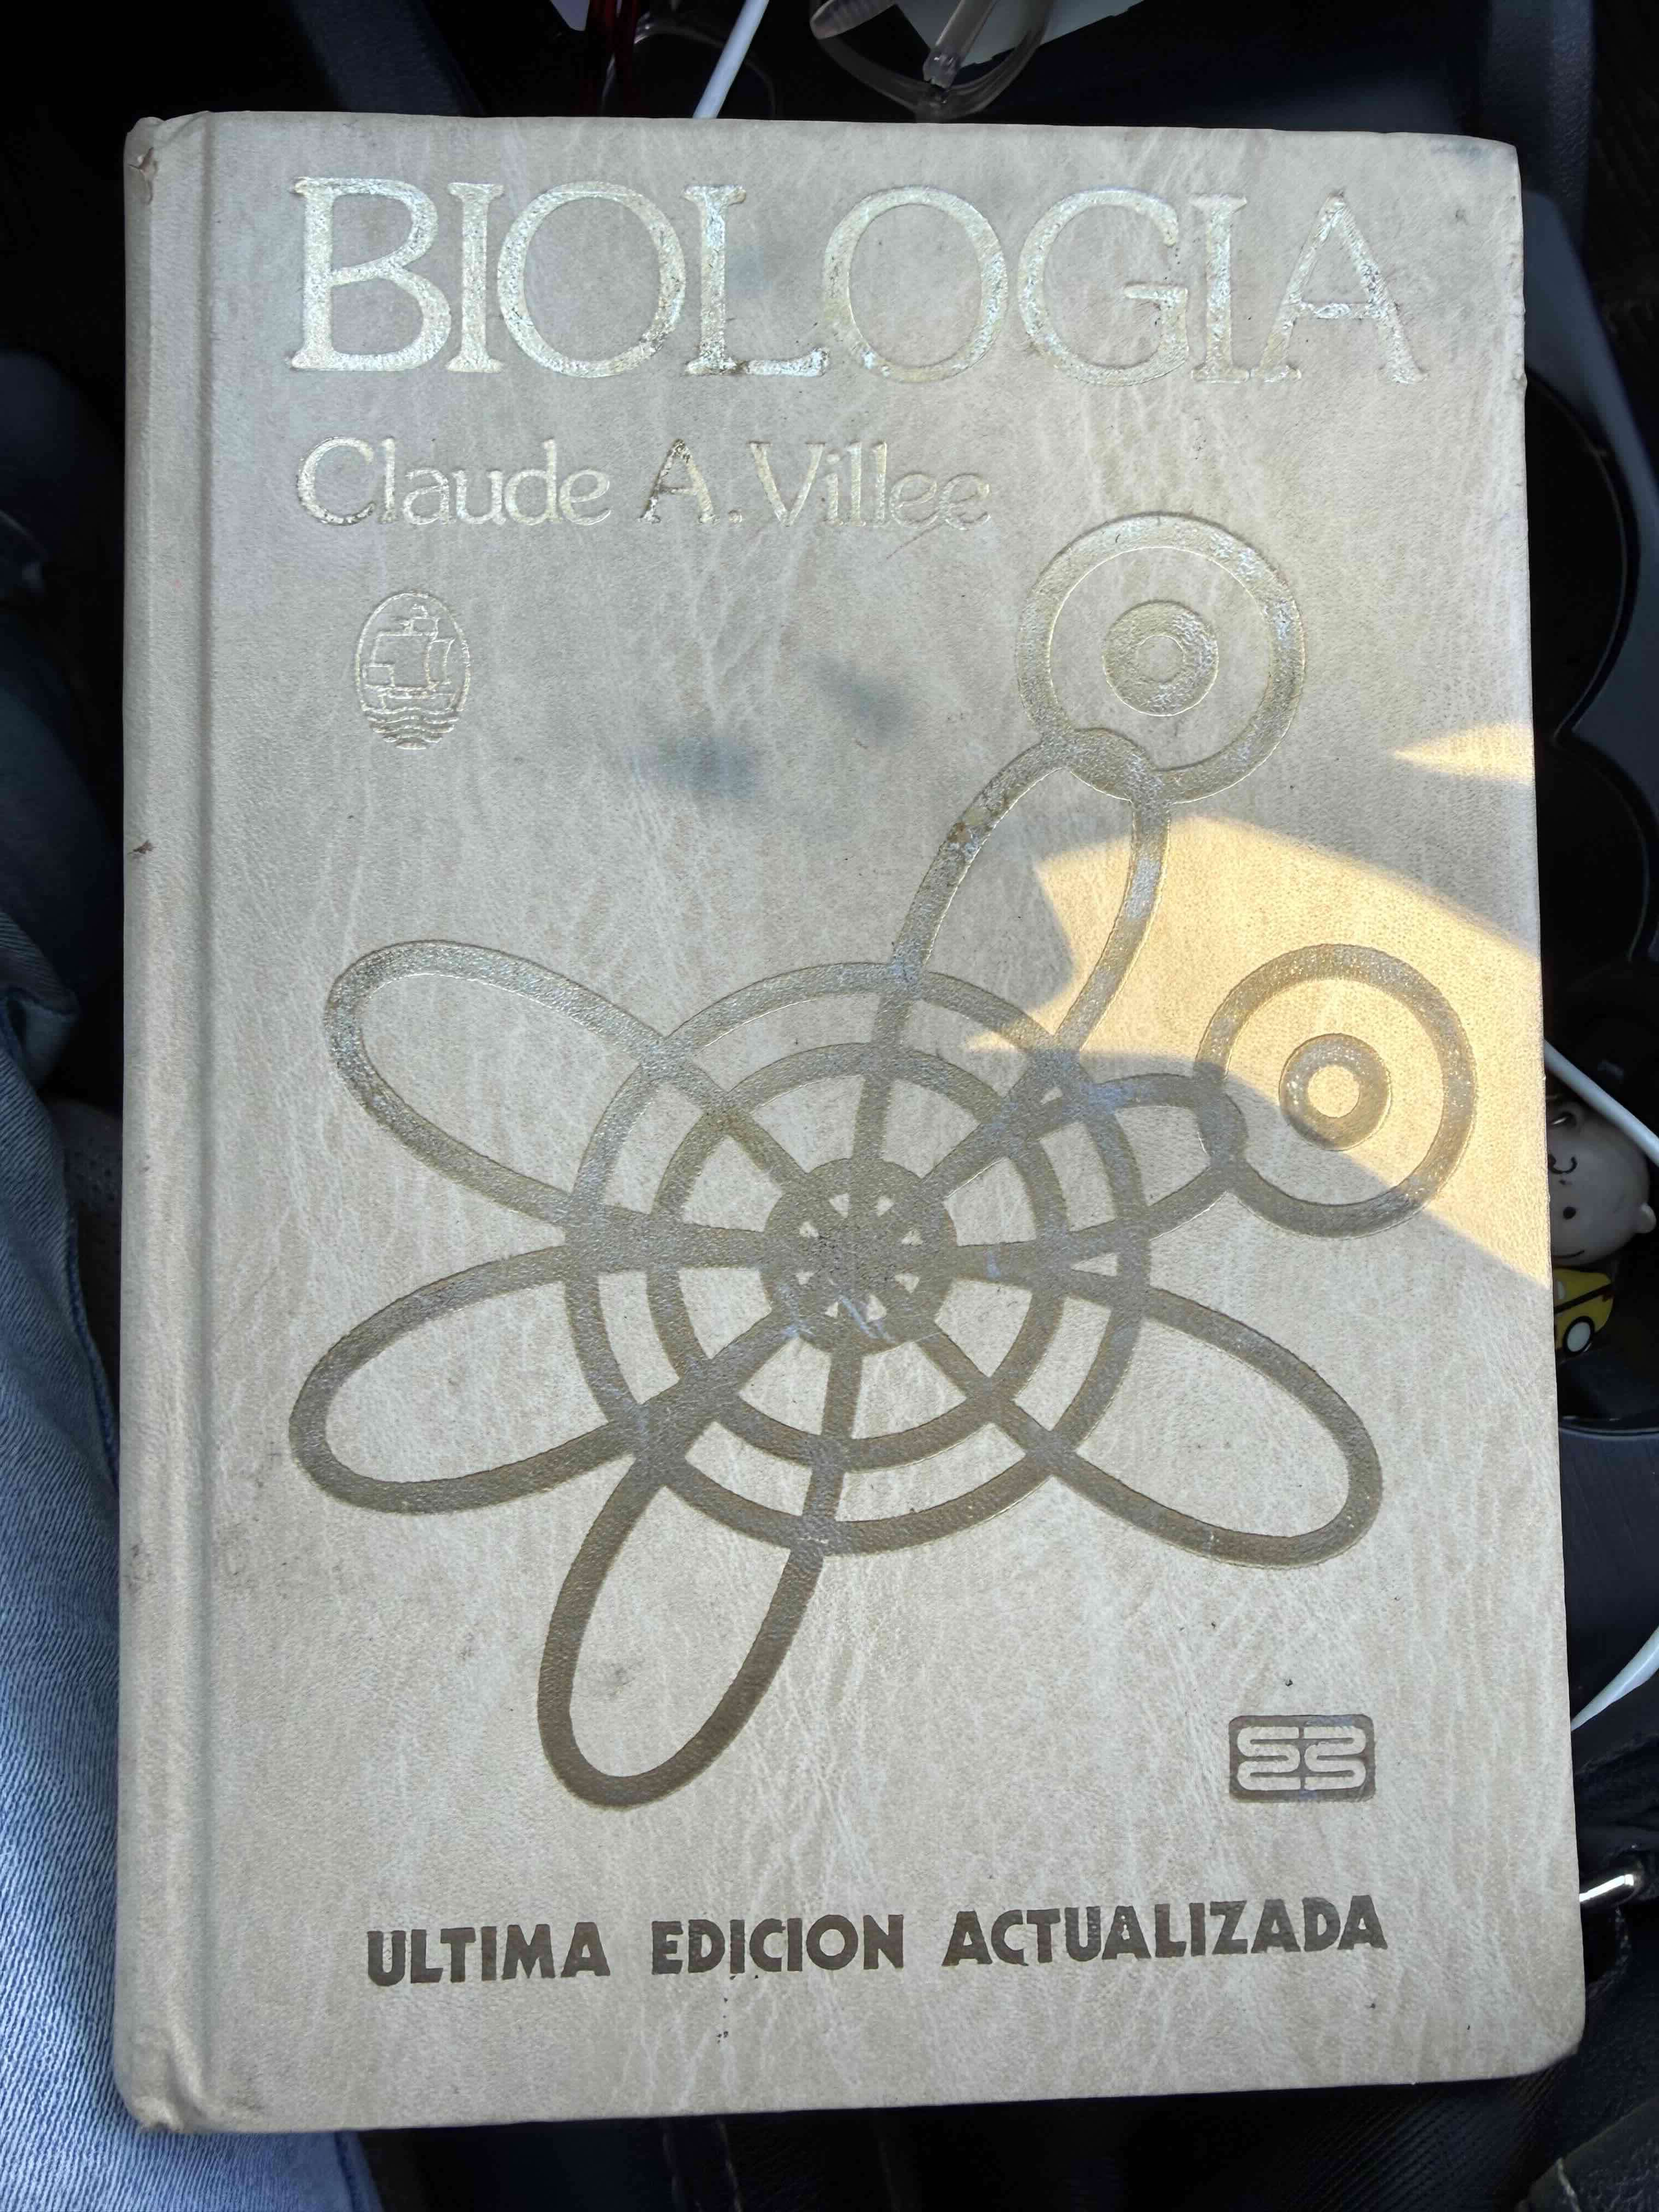 BIOLOGIA
Claude A. Villee
ULTIMA EDICION ACTUALIZADA